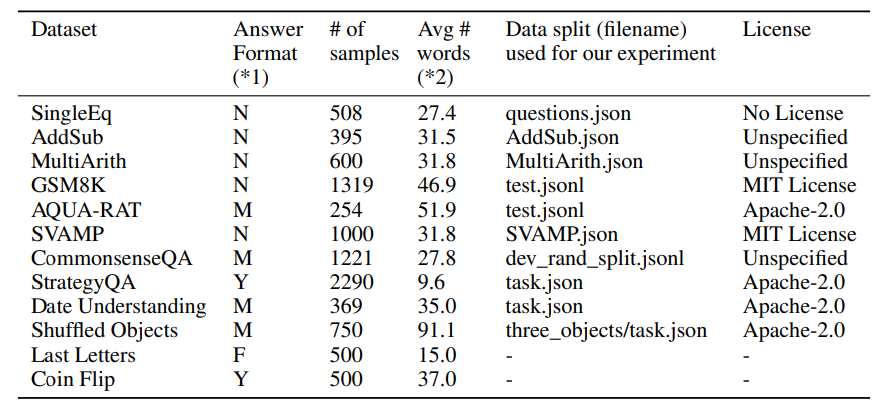 Dataset Answer # of Avg # Data split (filename) License
Format samples words used for our experiment
(*1) (*2)
SingleEq N 508 27.4 questions.json No License
AddSub N 395 31.5 AddSub.json Unspecified
MultiArith N 600 31.8 MultiArith.json Unspecified
GSM8K N 1319 46.9 test.jsonl MIT License
AQUA-RAT M 254 51.9 test.jsonl Apache-2.0
SVAMP N 1000 31.8 SVAMP.json MIT License
CommonsenseQA M 1221 27.8 dev_rand_split.jsonl Unspecified
StrategyQA Y 2290 9.6 task.json Apache-2.0
Date Understanding M 369 35.0 task.json Apache-2.0
Shuffled Objects M 750 91.1 three_objects/task.json Apache-2.0
Last Letters F 500 15.0 - -
Coin Flip Y 500 37.0 - -